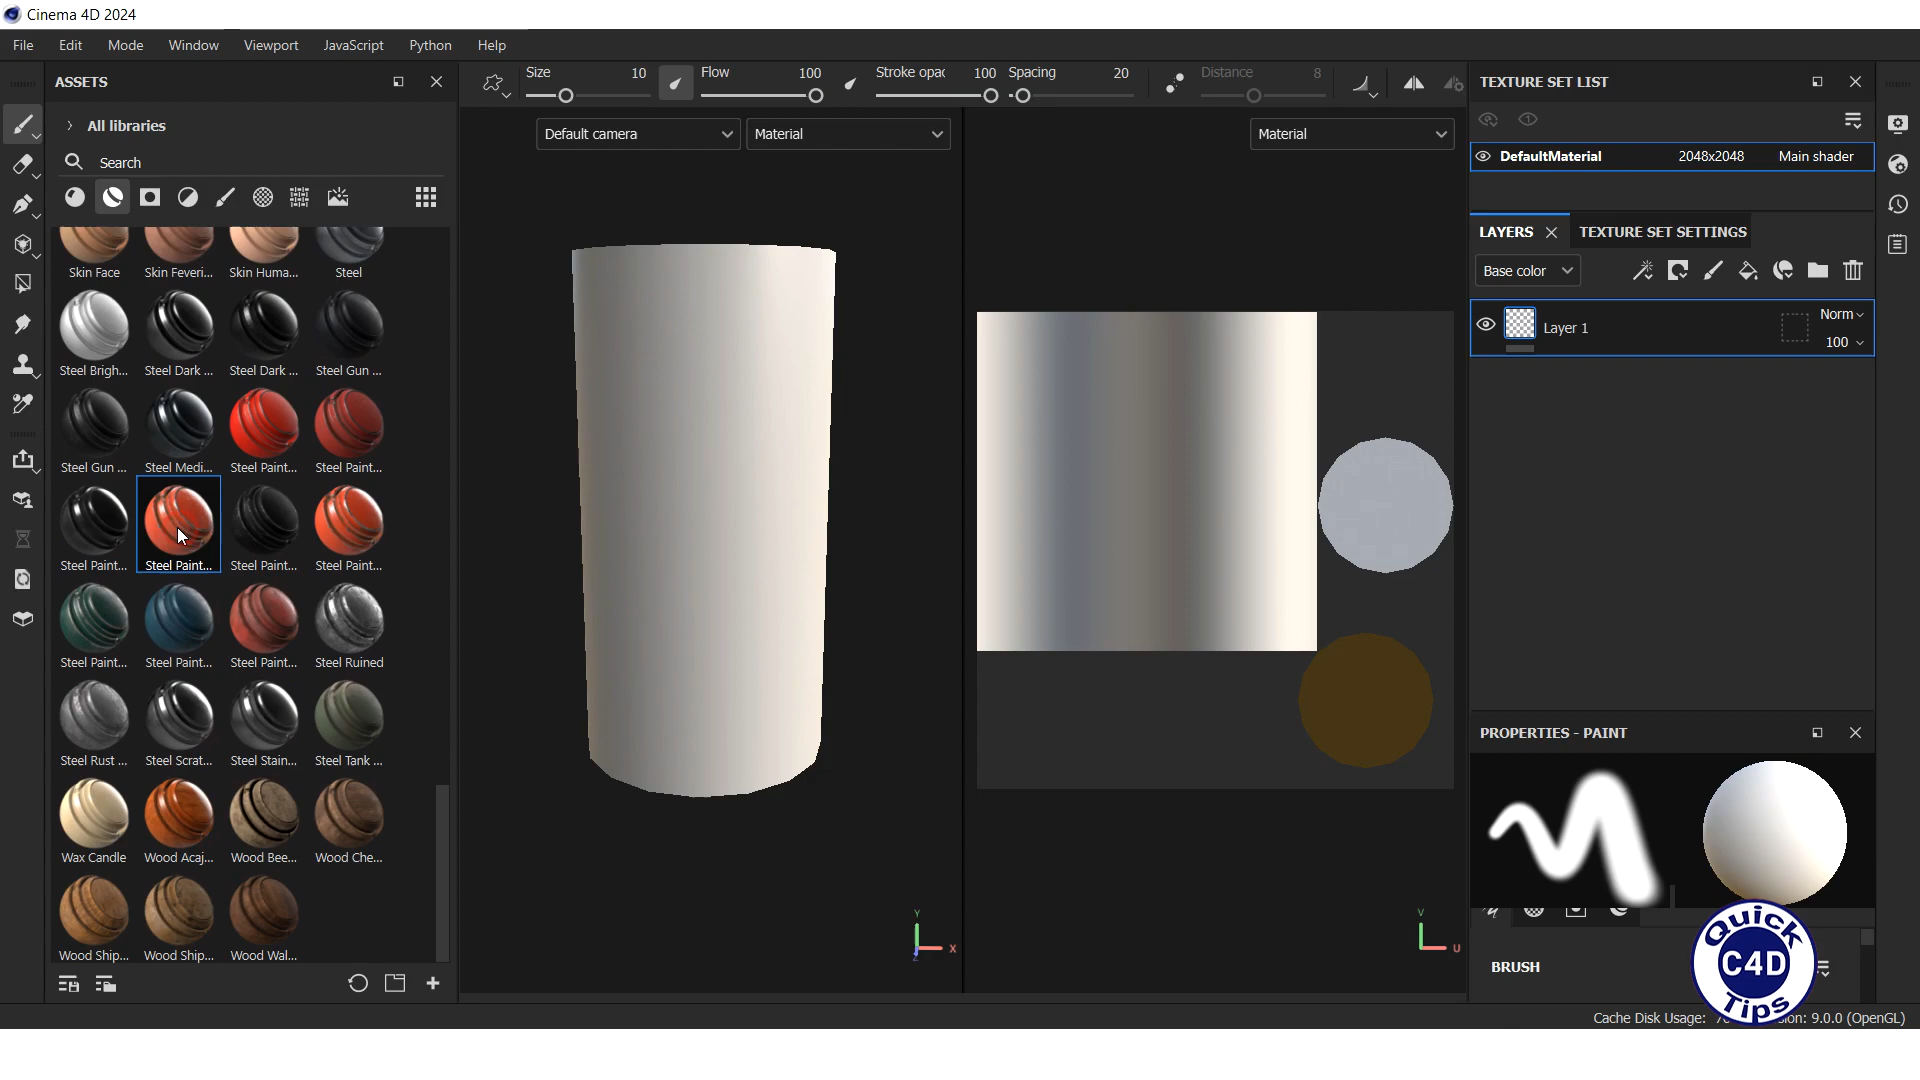 Cinema 4D 2024
File Edit Mode Window Viewport JavaScript Python Help
ASSETS
All libraries
Search
Skin Face Skin Feveri... Skin Huma... Steel
Steel Brigh... Steel Dark ... Steel Dark ... Steel Gun ...
Steel Gun ... Steel Medi... Steel Paint... Steel Paint...
Steel Paint... Steel Paint... Steel Paint... Steel Paint...
Steel Paint... Steel Paint... Steel Paint... Steel Ruined
Steel Rust ... Steel Scrat... Steel Stain... Steel Tank ...
Wax Candle Wood Acaj... Wood Bee... Wood Che...
Wood Ship... Wood Ship... Wood Wal...
Size 10 Flow 100 Stroke opac 100 Spacing 20 Distance 8
Default camera Material Material
Y X Z
V U
TEXTURE SET LIST
DefaultMaterial 2048x2048 Main shader
LAYERS TEXTURE SET SETTINGS
Base color
Layer 1 Norm
100
PROPERTIES - PAINT
BRUSH
Quick
C4D
Tips
Cache Disk Usage: 9.0.0 (OpenGL)